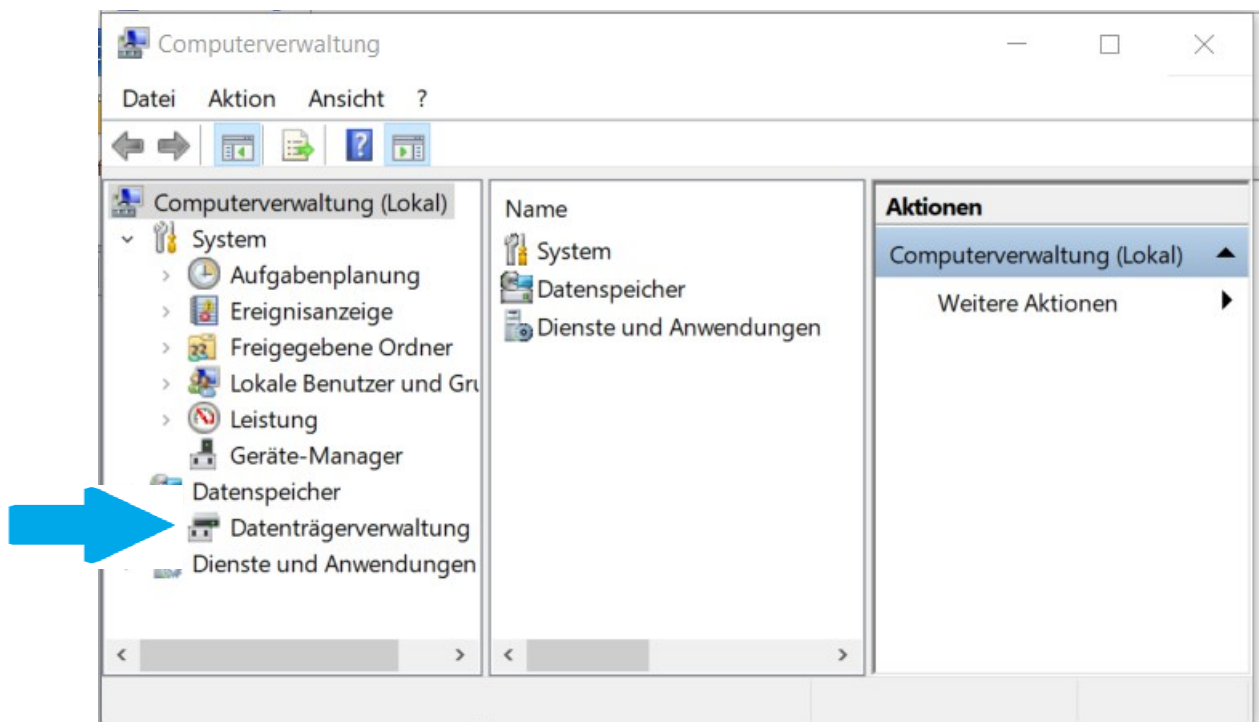 Computerverwaltung
Datei Aktion Ansicht ?
Computerverwaltung (Lokal)
System
Aufgabenplanung
Ereignisanzeige
Freigegebene Ordner
Lokale Benutzer und Gru
Leistung
Geräte-Manager
Datenspeicher
Datenträgerverwaltung
Dienste und Anwendungen
Name
System
Datenspeicher
Dienste und Anwendungen
Aktionen
Computerverwaltung (Lokal)
Weitere Aktionen